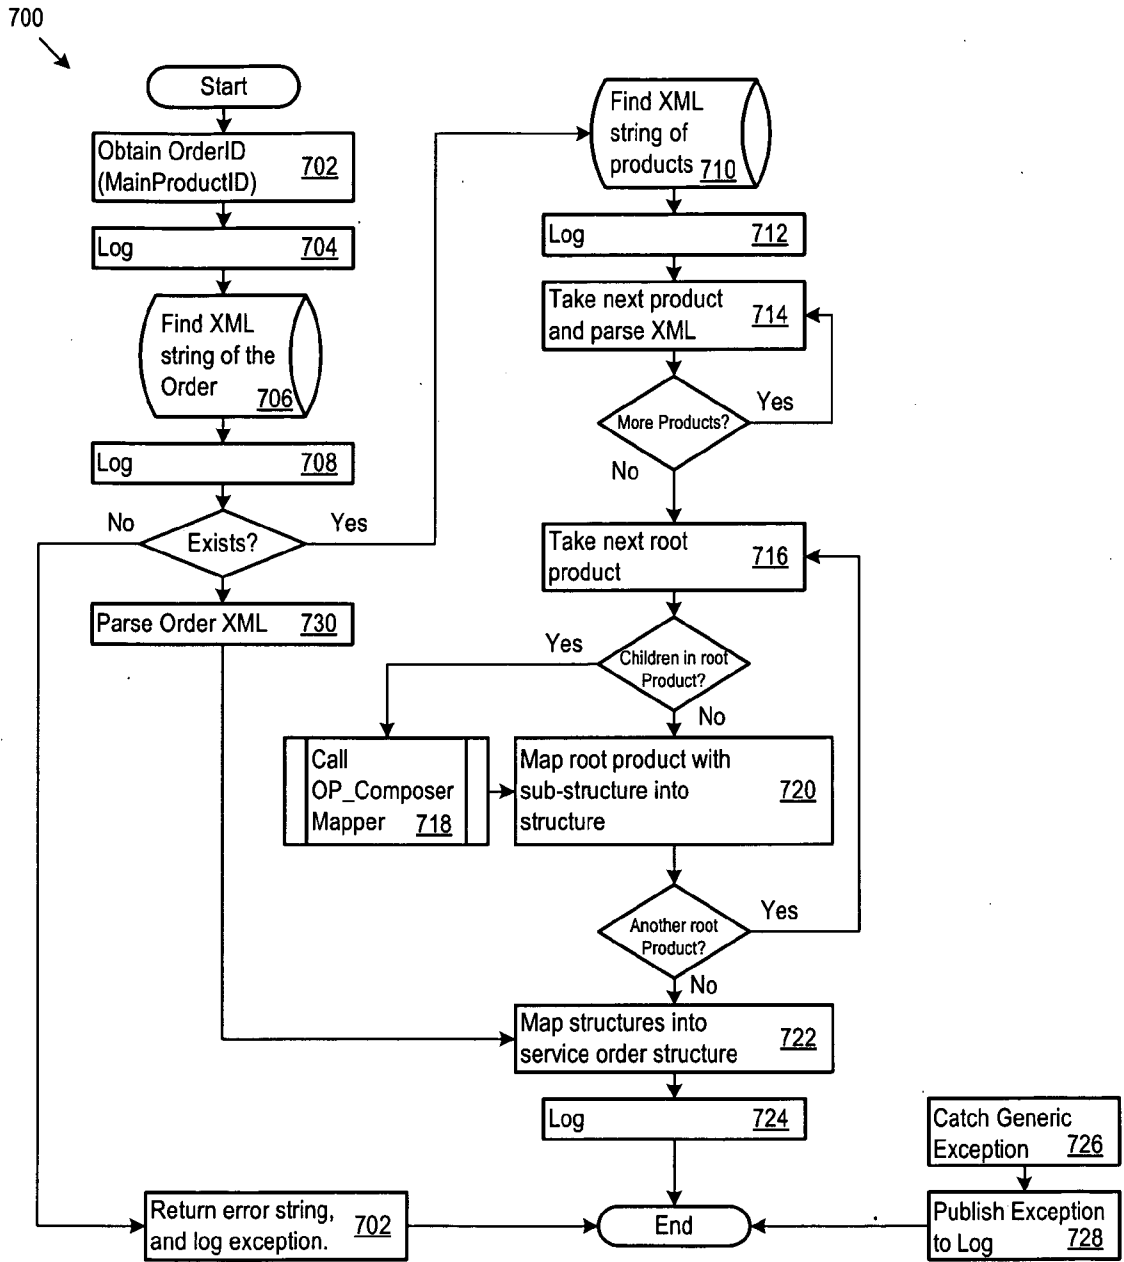 700
Start
Obtain OrderID
(MainProductID)
702
Log
704
Find XML
string of the
Order
706
Log
708
No
Yes
Exists?
Parse Order XML
730
Find XML
string of
products
710
Log
712
Take next product
and parse XML
714
More Products?
Yes
No
Take next root
product
716
Yes
Children in root
Product?
No
Call
OP_Composer
Mapper
718
Map root product with
sub-structure into
structure
720
Another root
Product?
Yes
No
Map structures into
service order structure
722
Log
724
Catch Generic
Exception
726
Return error string,
and log exception.
702
End
Publish Exception
to Log
728